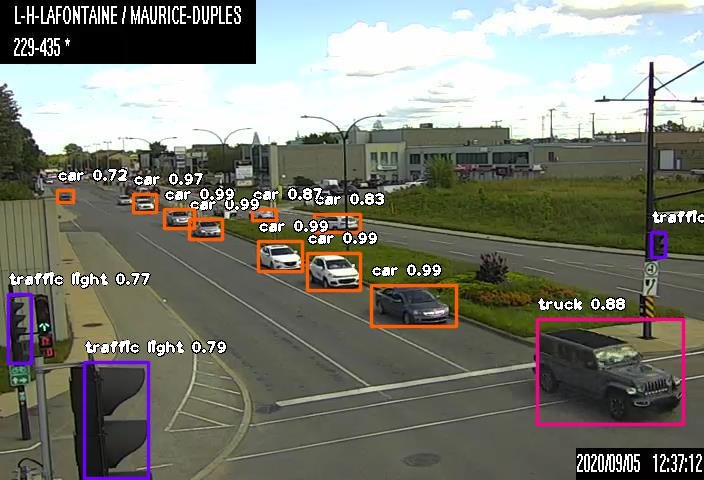 L-H-LAFONTAINE / MAURICE-DUPLES
229-435 *
car 0.72
car 0.97
car 0.99
car 0.99
car 0.87
car 0.83
car 0.99
car 0.99
car 0.99
traffic
traffic light 0.77
truck 0.88
traffic light 0.79
2020/09/05 12:37:12